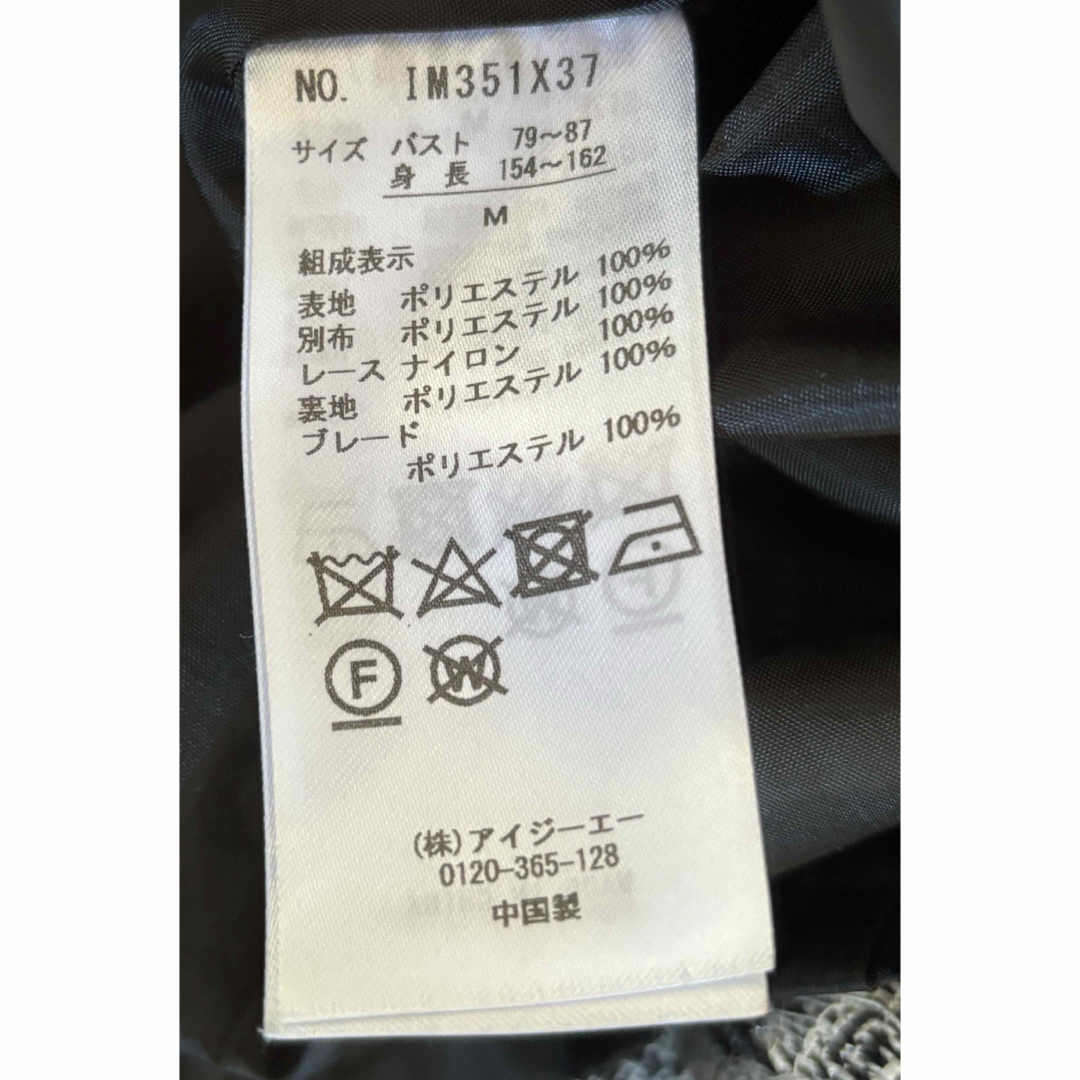 NO. IM351X37
サイズ バスト 79〜87
身 長 154〜162
M
組成表示
表地 ポリエステル 100%
別布 ポリエステル 100%
レース ナイロン 100%
裏地 ポリエステル 100%
ブレード
ポリエステル 100%
F W
(株)アイジーエー
0120-365-128
中国製